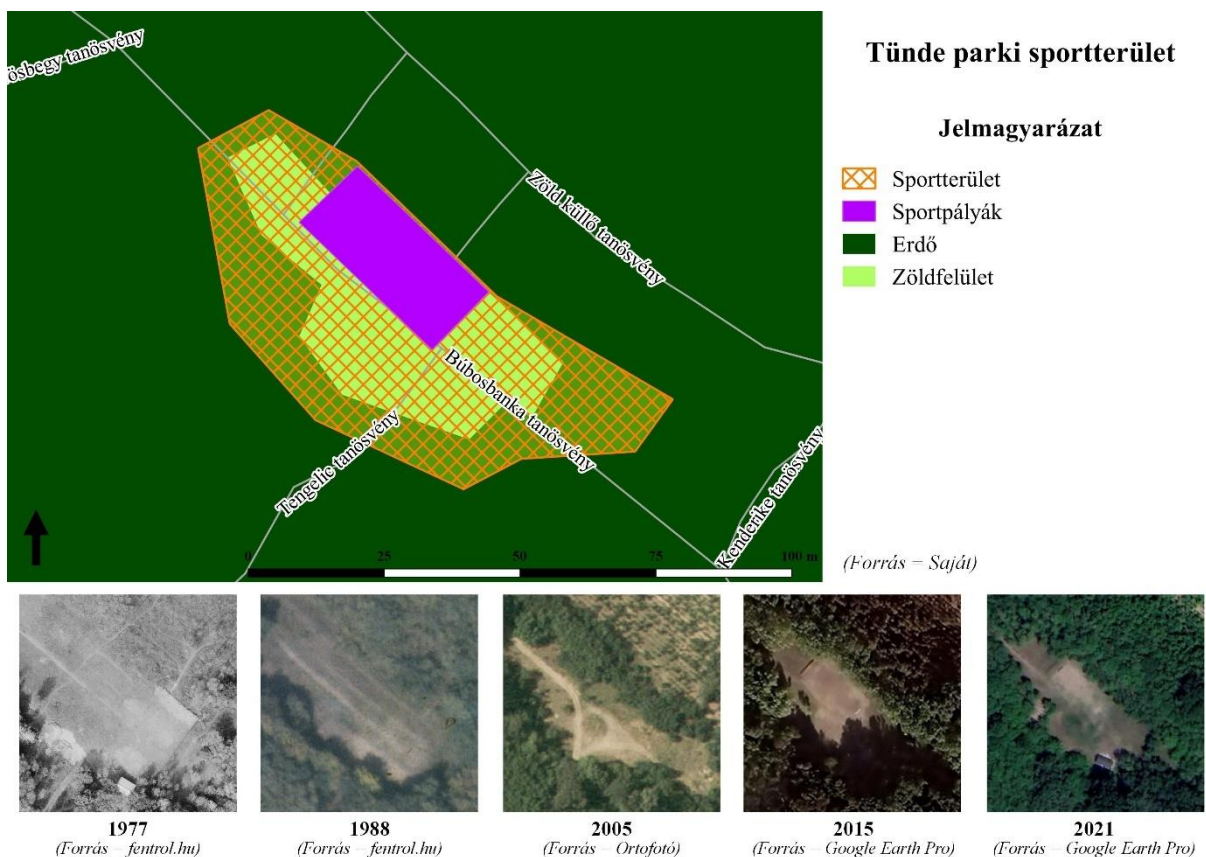 ösbegy tanösvény
Zöld küllő tanösvény
Búbosbanka tanösvény
Tengelic tanösvény
Kenderike tanösvény
0 25 50 75 100 m
Tünde parki sportterület
Jelmagyarázat
Sportterület
Sportpályák
Erdő
Zöldfelület
(Forrás – Saját)
1977
(Forrás – fentrol.hu)
1988
(Forrás – fentrol.hu)
2005
(Forrás – Ortofotó)
2015
(Forrás – Google Earth Pro)
2021
(Forrás – Google Earth Pro)